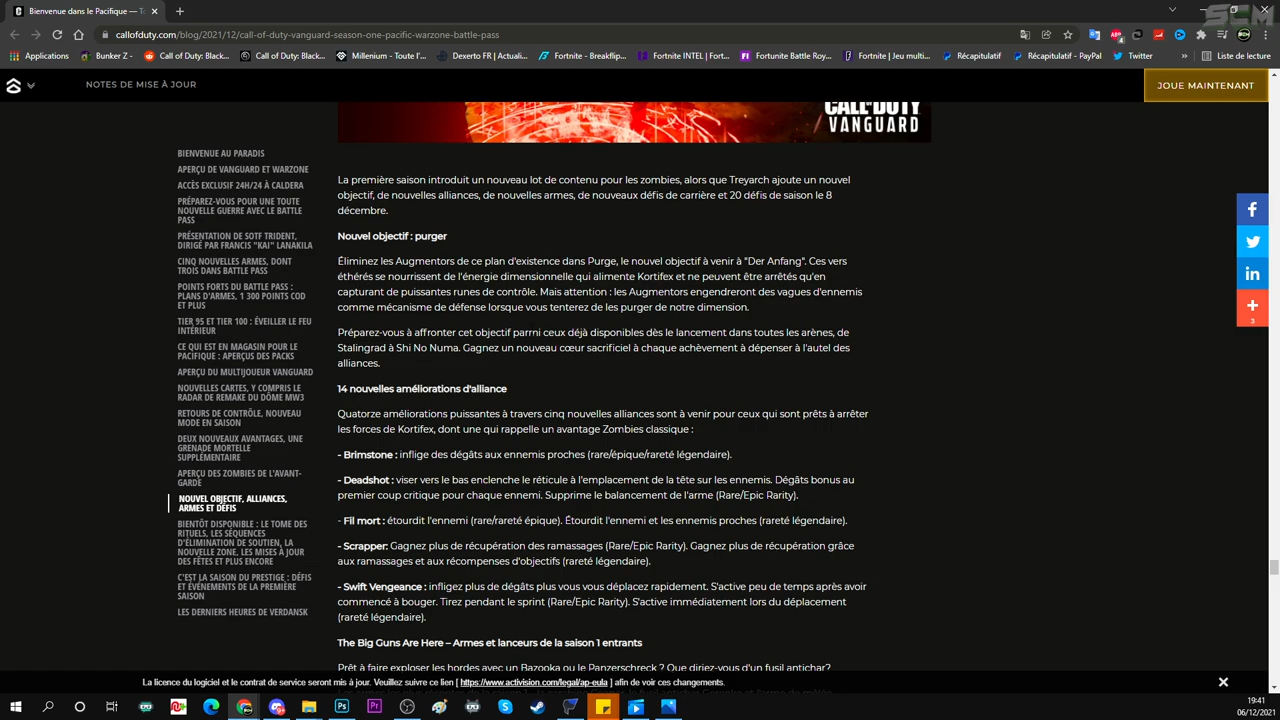 Bienvenue dans le Pacifique — To
SCM
callofduty.com/blog/2021/12/call-of-duty-vanguard-season-one-pacific-warzone-battle-pass
Applications
Bunker Z -
Call of Duty: Black...
Call of Duty: Black...
Millenium - Toute l'...
Dexerto FR | Actuali...
Fortnite - Breakflip...
Fortnite INTEL | Fort...
Fortnite Battle Roy...
Fortnite | Jeu multi...
Récapitulatif
Récapitulatif - PayPal
Twitter
Liste de lecture
NOTES DE MISE À JOUR
JOUE MAINTENANT
CALL OF DUTY
VANGUARD
BIENVENUE AU PARADIS
APERÇU DE VANGUARD ET WARZONE
ACCÈS EXCLUSIF 24H/24 À CALDERA
PRÉPAREZ-VOUS POUR UNE TOUTE
NOUVELLE GUERRE AVEC LE BATTLE
PASS
PRÉSENTATION DE SOTF TRIDENT,
DIRIGÉ PAR FRANCIS "KAI" LANAKILA
CINQ NOUVELLES ARMES, DONT
TROIS DANS BATTLE PASS
POINTS FORTS DU BATTLE PASS :
PLANS D'ARMES, 1 300 POINTS COD
ET PLUS
TIER 95 ET TIER 100 : ÉVEILLER LE FEU
INTÉRIEUR
CE QUI EST EN MAGASIN POUR LE
PACIFIQUE : APERÇUS DES PACKS
APERÇU DU MULTIJOUEUR VANGUARD
NOUVELLES CARTES, Y COMPRIS LE
RADAR DE REMAKE DU DÔME MW3
RETOURS DE CONTRÔLE, NOUVEAU
MODE EN SAISON
DEUX NOUVEAUX AVANTAGES, UNE
GRENADE MORTELLE
SUPPLÉMENTAIRE
APERÇU DES ZOMBIES DE L'AVANT-
GARDE
NOUVEL OBJECTIF, ALLIANCES,
ARMES ET DÉFIS
BIENTÔT DISPONIBLE : LE TOME DES
RITUELS, LES SÉQUENCES
D'ÉLIMINATION DE SOUTIEN, LA
NOUVELLE ZONE, LES MISES À JOUR
DES FÊTES ET PLUS ENCORE
C'EST LA SAISON DU PRESTIGE : DÉFIS
ET ÉVÉNEMENTS DE LA PREMIÈRE
SAISON
LES DERNIERS HEURES DE VERDANSK
La première saison introduit un nouveau lot de contenu pour les zombies, alors que Treyarch ajoute un nouvel
objectif, de nouvelles alliances, de nouvelles armes, de nouveaux défis de carrière et 20 défis de saison le 8
décembre.
Nouvel objectif : purger
Éliminez les Augmentors de ce plan d'existence dans Purge, le nouvel objectif à venir à "Der Anfang". Ces vers
éthérés se nourrissent de l'énergie dimensionnelle qui alimente Kortifex et ne peuvent être arrêtés qu'en
capturant de puissantes runes de contrôle. Mais attention : les Augmentors engendreront des vagues d'ennemis
comme mécanisme de défense lorsque vous tenterez de les purger de notre dimension.
Préparez-vous à affronter cet objectif parmi ceux déjà disponibles dès le lancement dans toutes les arènes, de
Stalingrad à Shi No Numa. Gagnez un nouveau cœur sacrificiel à chaque achèvement à dépenser à l'autel des
alliances.
14 nouvelles améliorations d'alliance
Quatorze améliorations puissantes à travers cinq nouvelles alliances sont à venir pour ceux qui sont prêts à arrêter
les forces de Kortifex, dont une qui rappelle un avantage Zombies classique :
- Brimstone : inflige des dégâts aux ennemis proches (rare/épique/rareté légendaire).
- Deadshot : viser vers le bas enclenche le réticule à l'emplacement de la tête sur les ennemis. Dégâts bonus au
premier coup critique pour chaque ennemi. Supprime le balancement de l'arme (Rare/Epic Rarity).
- Fil mort : étourdit l'ennemi (rare/rareté épique). Étourdit l'ennemi et les ennemis proches (rareté légendaire).
- Scrapper: Gagnez plus de récupération des ramassages (Rare/Epic Rarity). Gagnez plus de récupération grâce
aux ramassages et aux récompenses d'objectifs (rareté légendaire).
- Swift Vengeance : infligez plus de dégâts plus vous vous déplacez rapidement. S'active peu de temps après avoir
commencé à bouger. Tirez pendant le sprint (Rare/Epic Rarity). S'active immédiatement lors du déplacement
(rareté légendaire).
The Big Guns Are Here – Armes et lanceurs de la saison 1 entrants
Prêt à faire exploser les hordes avec un Bazooka ou le Panzerschreck ? Que diriez-vous d'un fusil antichar?
3
La licence du logiciel et le contrat de service seront mis à jour. Veuillez suivre ce lien [ https://www.activision.com/legal/ap-eula ] afin de voir ces changements.
19:41
06/12/2021